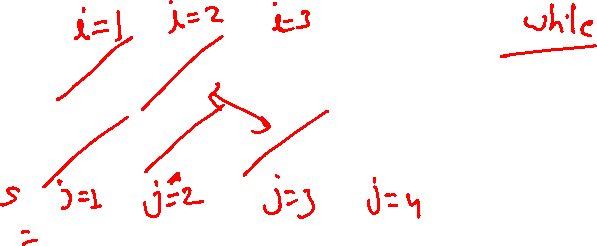 i=1 i=2 i=3 while
s j=1 j=2 j=3 j=4
=